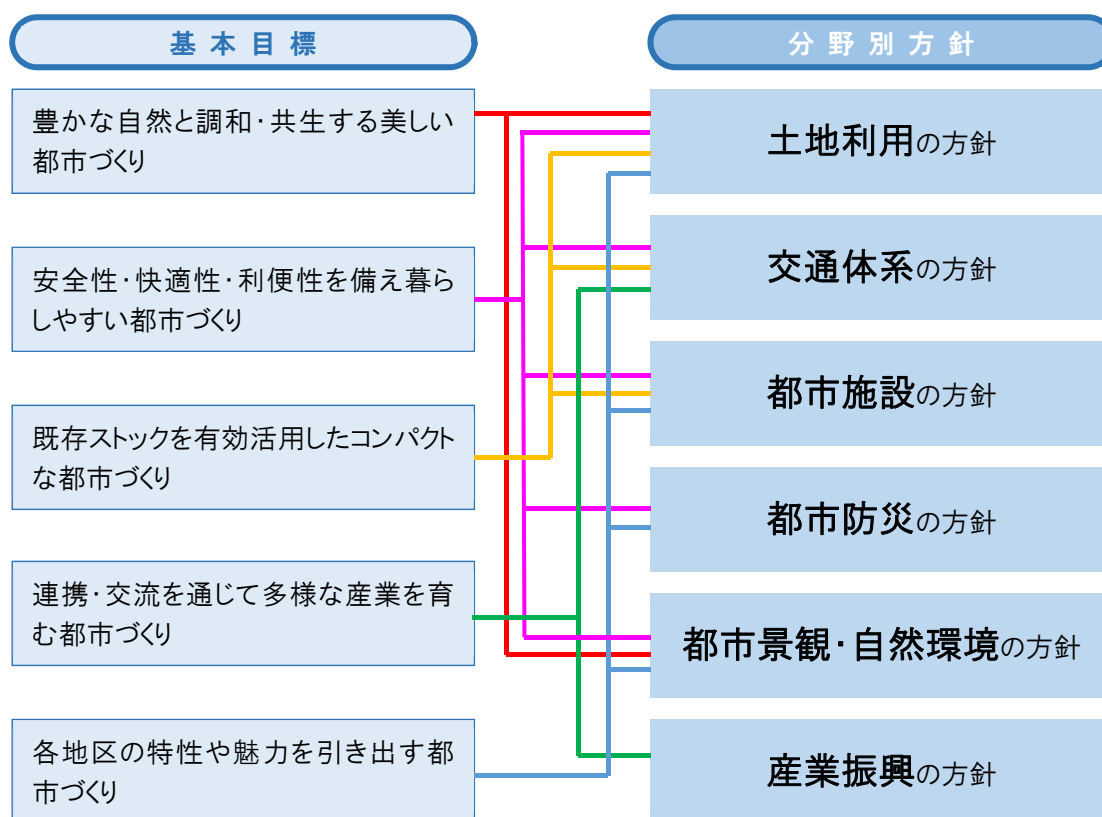 基本目標
豊かな自然と調和・共生する美しい
都市づくり
安全性・快適性・利便性を備え暮ら
しやすい都市づくり
既存ストックを有効活用したコンパクト
な都市づくり
連携・交流を通じて多様な産業を育
む都市づくり
各地区の特性や魅力を引き出す都
市づくり
分野別方針
土地利用の方針
交通体系の方針
都市施設の方針
都市防災の方針
都市景観・自然環境の方針
産業振興の方針